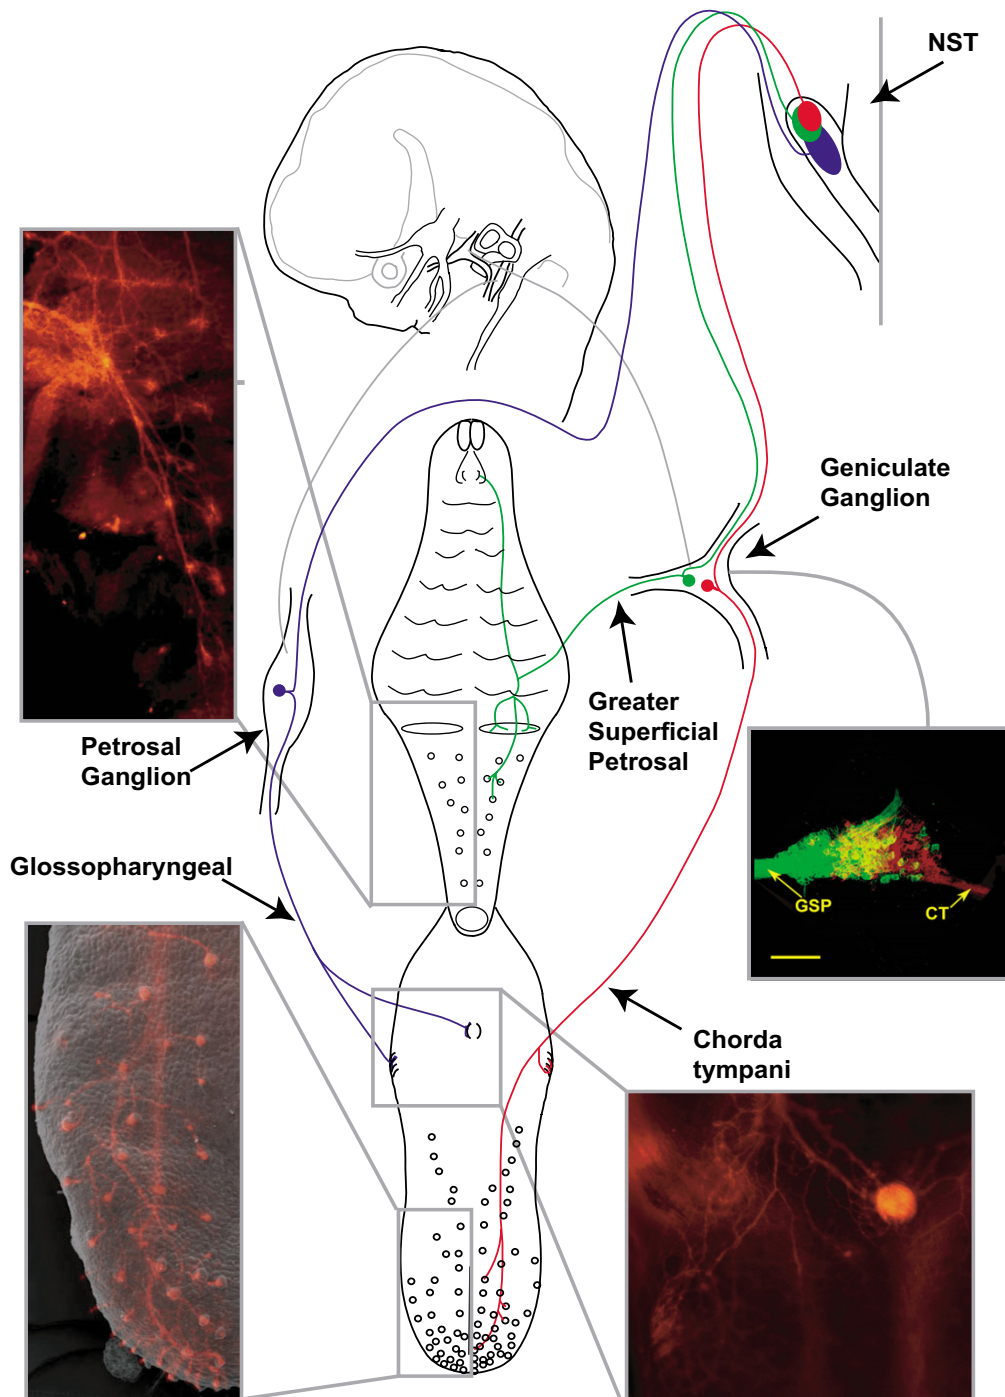 NST
Geniculate
Ganglion
Greater
Superficial
Petrosal
Petrosal
Ganglion
Glossopharyngeal
GSP
CT
Chorda
tympani